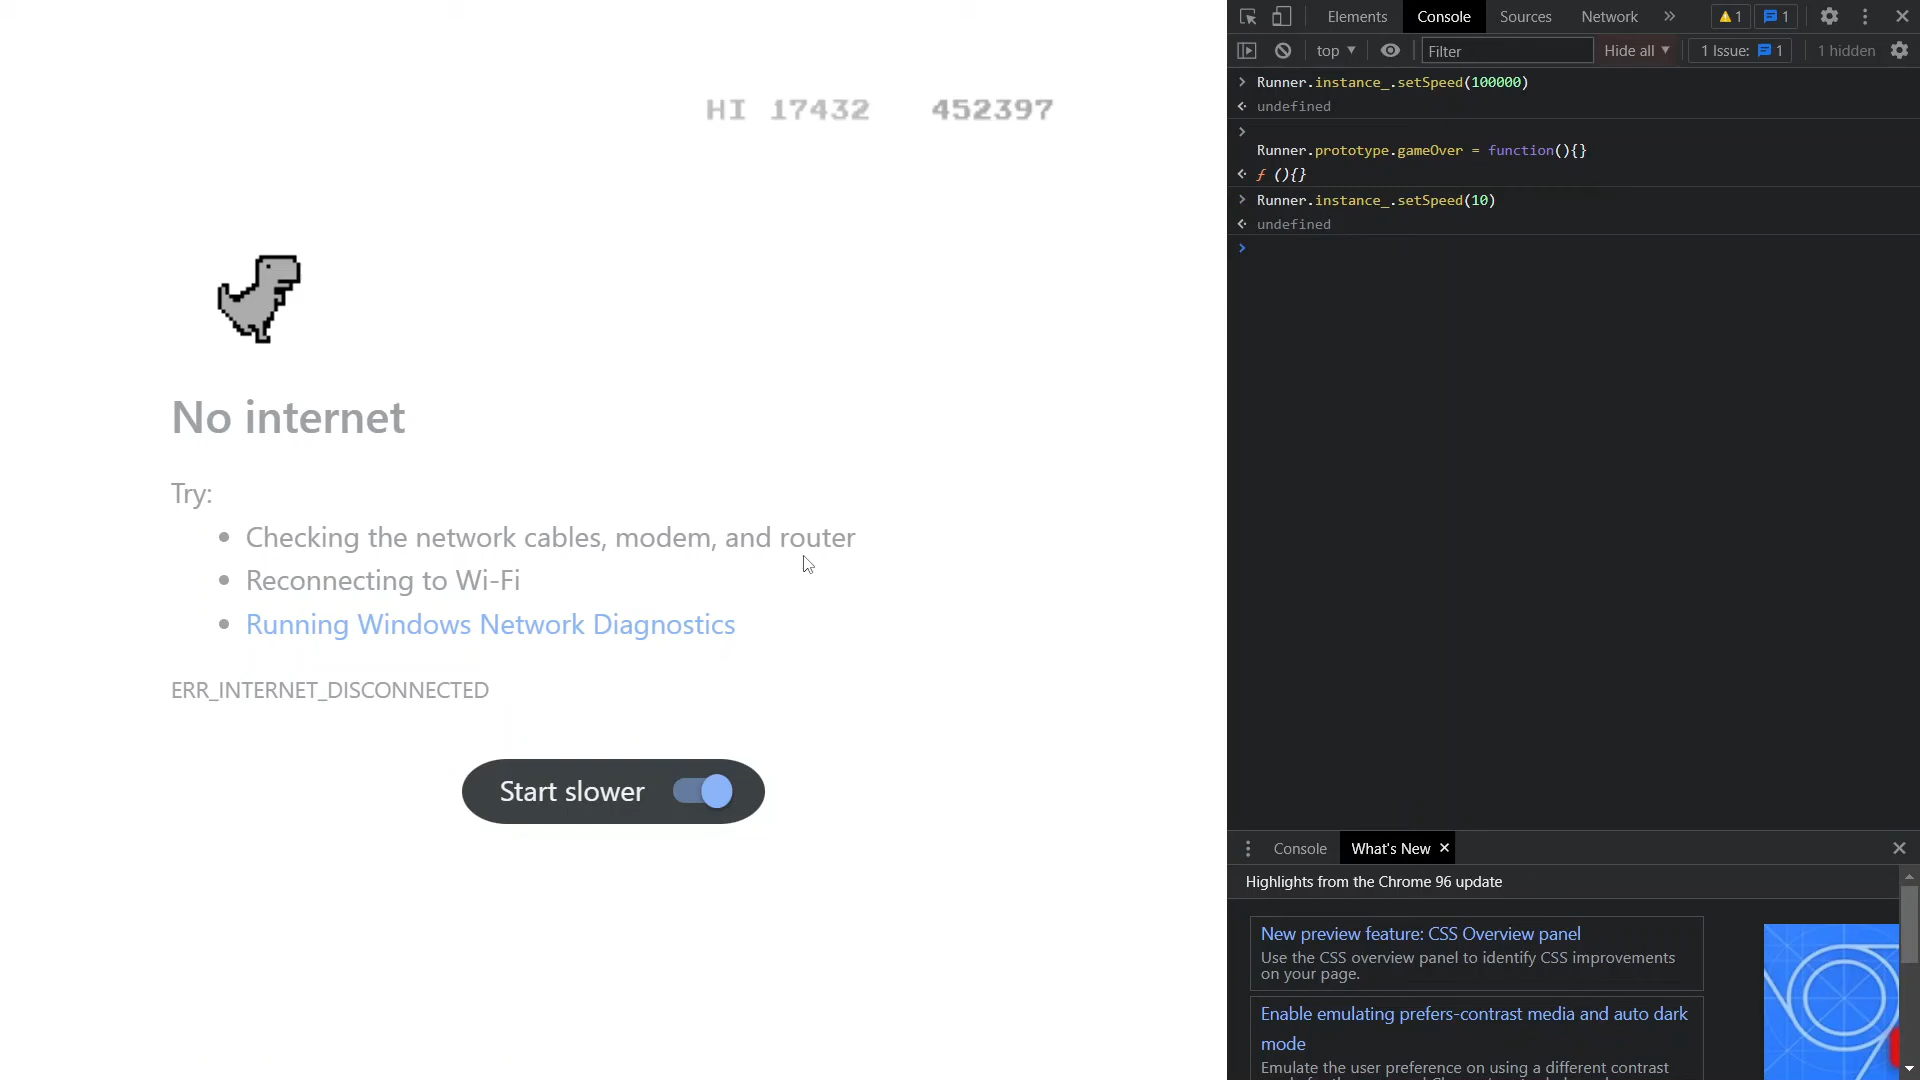 HI 17432 452397
No internet
Try:
Checking the network cables, modem, and router
Reconnecting to Wi-Fi
Running Windows Network Diagnostics
ERR_INTERNET_DISCONNECTED
Start slower
Elements Console Sources Network » 1 1
top Filter Hide all 1 Issue: 1 1 hidden
Runner.instance_.setSpeed(100000)
undefined
Runner.prototype.gameOver = function(){}
ƒ (){}
Runner.instance_.setSpeed(10)
undefined
Console What's New
Highlights from the Chrome 96 update
New preview feature: CSS Overview panel
Use the CSS overview panel to identify CSS improvements
on your page.
Enable emulating prefers-contrast media and auto dark
mode
Emulate the user preference on using a different contrast